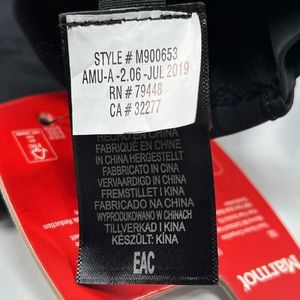 STYLE # M900653
AMU-A -2.06 -JUL 2019
RN # 79448
CA # 32277
HECHO EN CHINA
FABRIQUÉ EN CHINE
IN CHINA HERGESTELLT
FABBRICATO IN CINA
VERVAARDIGD IN CHINA
FREMSTILLET I KINA
FABRICADO NA CHINA
WYPRODUKOWANO W CHINACH
TILLVERKAD I KINA
KÉSZÜLT: KÍNA
EAC
Marmot